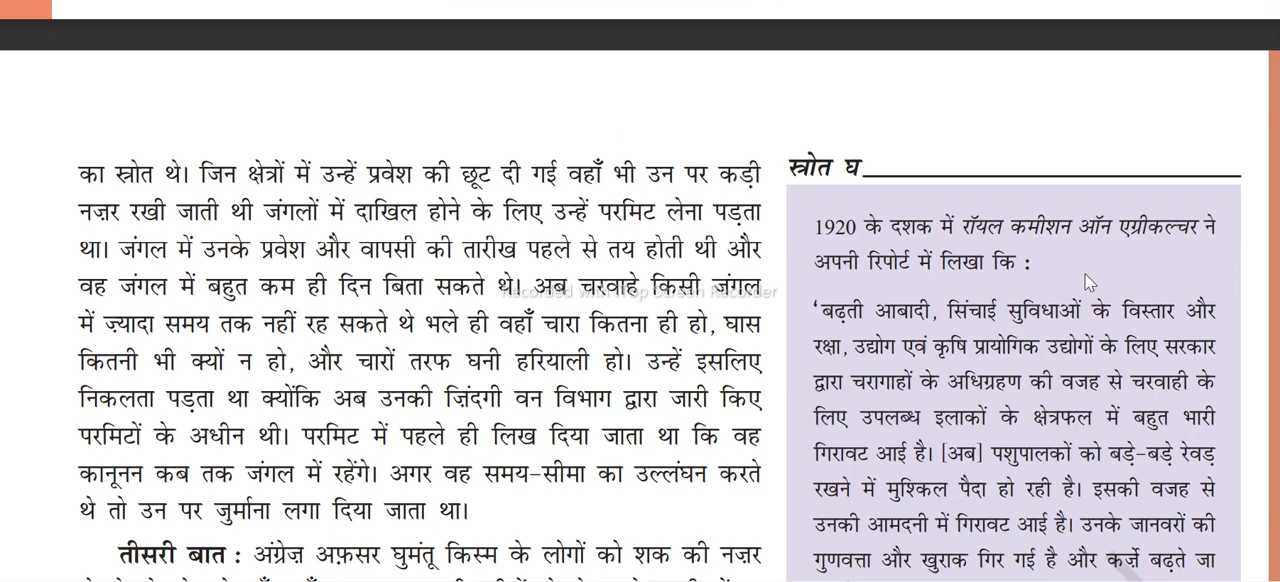 का स्रोत थे। जिन क्षेत्रों में उन्हें प्रवेश की छूट दी गई वहाँ भी उन पर कड़ी
नज़र रखी जाती थी जंगलों में दाखिल होने के लिए उन्हें परमिट लेना पड़ता
था। जंगल में उनके प्रवेश और वापसी की तारीख पहले से तय होती थी और
वह जंगल में बहुत कम ही दिन बिता सकते थे। अब चरवाहे किसी जंगल
में ज़्यादा समय तक नहीं रह सकते थे भले ही वहाँ चारा कितना ही हो, घास
कितनी भी क्यों न हो, और चारों तरफ घनी हरियाली हो। उन्हें इसलिए
निकलता पड़ता था क्योंकि अब उनकी ज़िंदगी वन विभाग द्वारा जारी किए
परमिटों के अधीन थी। परमिट में पहले ही लिख दिया जाता था कि वह
कानूनन कब तक जंगल में रहेंगे। अगर वह समय-सीमा का उल्लंघन करते
थे तो उन पर जुर्माना लगा दिया जाता था।
तीसरी बात : अंग्रेज़ अफ़सर घुमंतू किस्म के लोगों को शक की नज़र
स्रोत घ
1920 के दशक में रॉयल कमीशन ऑन एग्रीकल्चर ने
अपनी रिपोर्ट में लिखा कि :
‘बढ़ती आबादी, सिंचाई सुविधाओं के विस्तार और
रक्षा, उद्योग एवं कृषि प्रायोगिक उद्योगों के लिए सरकार
द्वारा चरागाहों के अधिग्रहण की वजह से चरवाही के
लिए उपलब्ध इलाकों के क्षेत्रफल में बहुत भारी
गिरावट आई है। [अब] पशुपालकों को बड़े-बड़े रेवड़
रखने में मुश्किल पैदा हो रही है। इसकी वजह से
उनकी आमदनी में गिरावट आई है। उनके जानवरों की
गुणवत्ता और खुराक गिर गई है और कर्ज़े बढ़ते जा
Recorded with iTop Screen Recorder